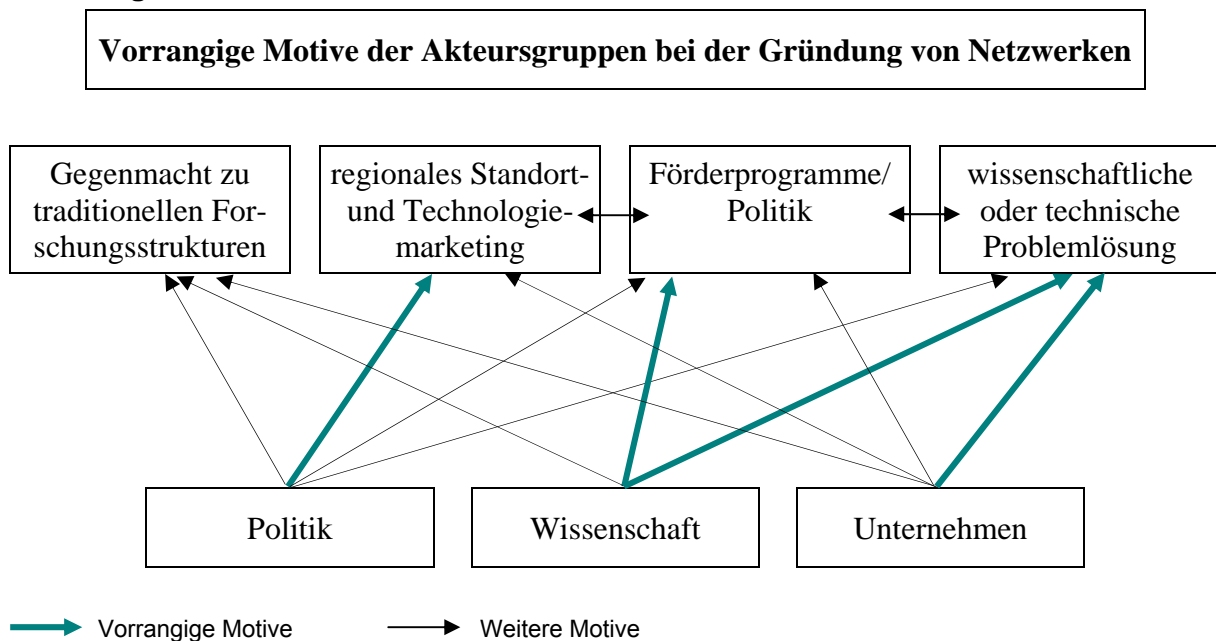 Vorrangige Motive der Akteursgruppen bei der Gründung von Netzwerken
Gegenmacht zu
traditionellen For-
schungsstrukturen
regionales Standort-
und Technologie-
marketing
Förderprogramme/
Politik
wissenschaftliche
oder technische
Problemlösung
Politik
Wissenschaft
Unternehmen
Vorrangige Motive
Weitere Motive